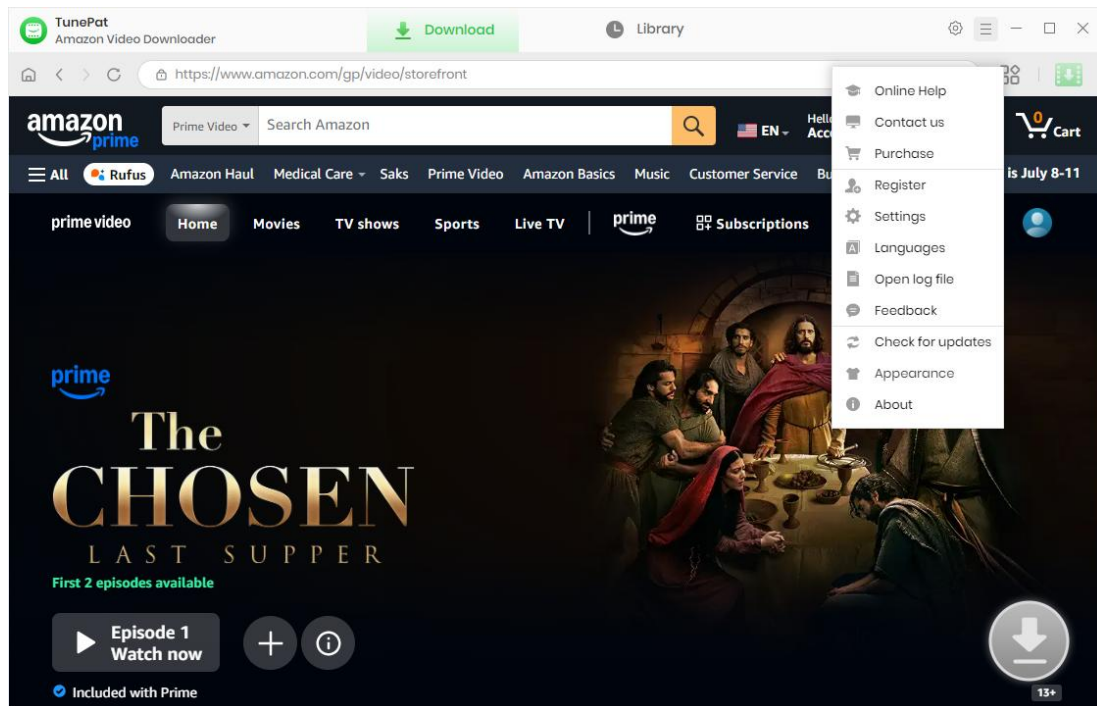 TunePat
Amazon Video Downloader
Download
Library
https://www.amazon.com/gp/video/storefront
amazon
prime
Prime Video
Search Amazon
EN
0
Cart
All
Rufus
Amazon Haul
Medical Care
Saks
Prime Video
Amazon Basics
Music
Customer Service
is July 8-11
prime video
Home
Movies
TV shows
Sports
Live TV
prime
Subscriptions
Online Help
Contact us
Purchase
Register
Settings
Languages
Open log file
Feedback
Check for updates
Appearance
About
prime
The
CHOSEN
LAST SUPPER
First 2 episodes available
Episode 1
Watch now
Included with Prime
13+